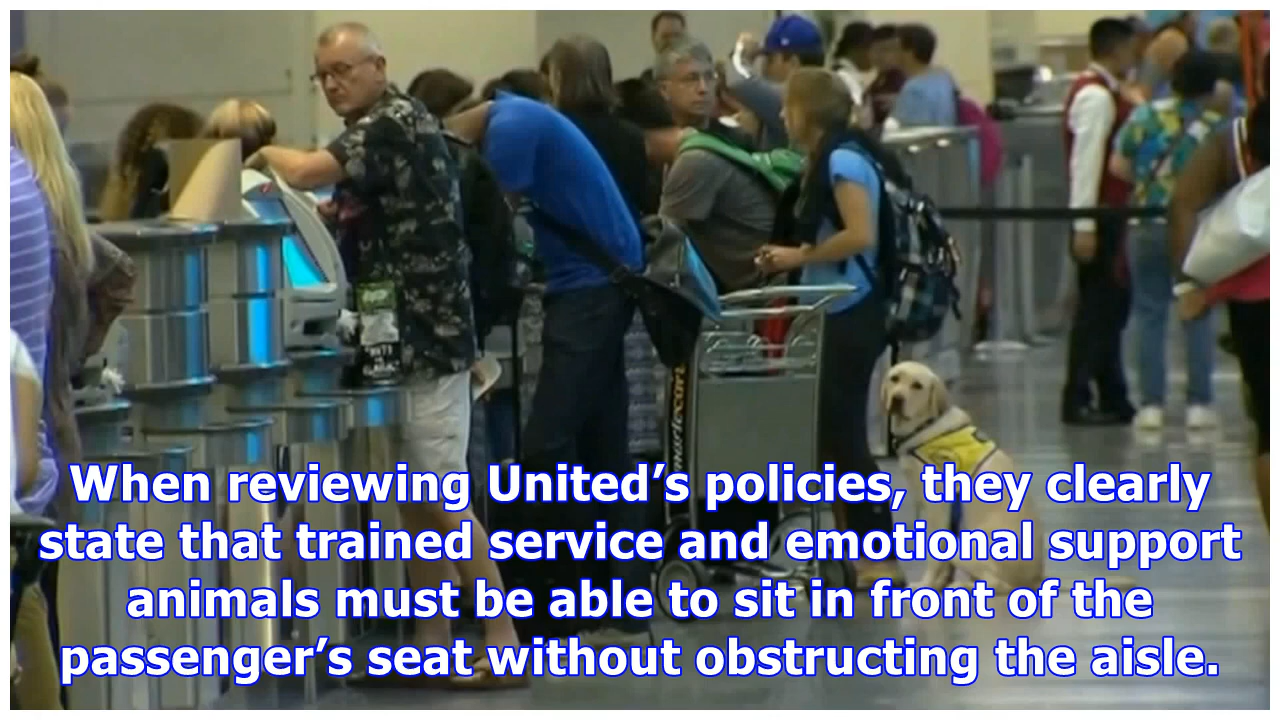 When reviewing United’s policies, they clearly
state that trained service and emotional support
animals must be able to sit in front of the
passenger’s seat without obstructing the aisle.
smartecarte